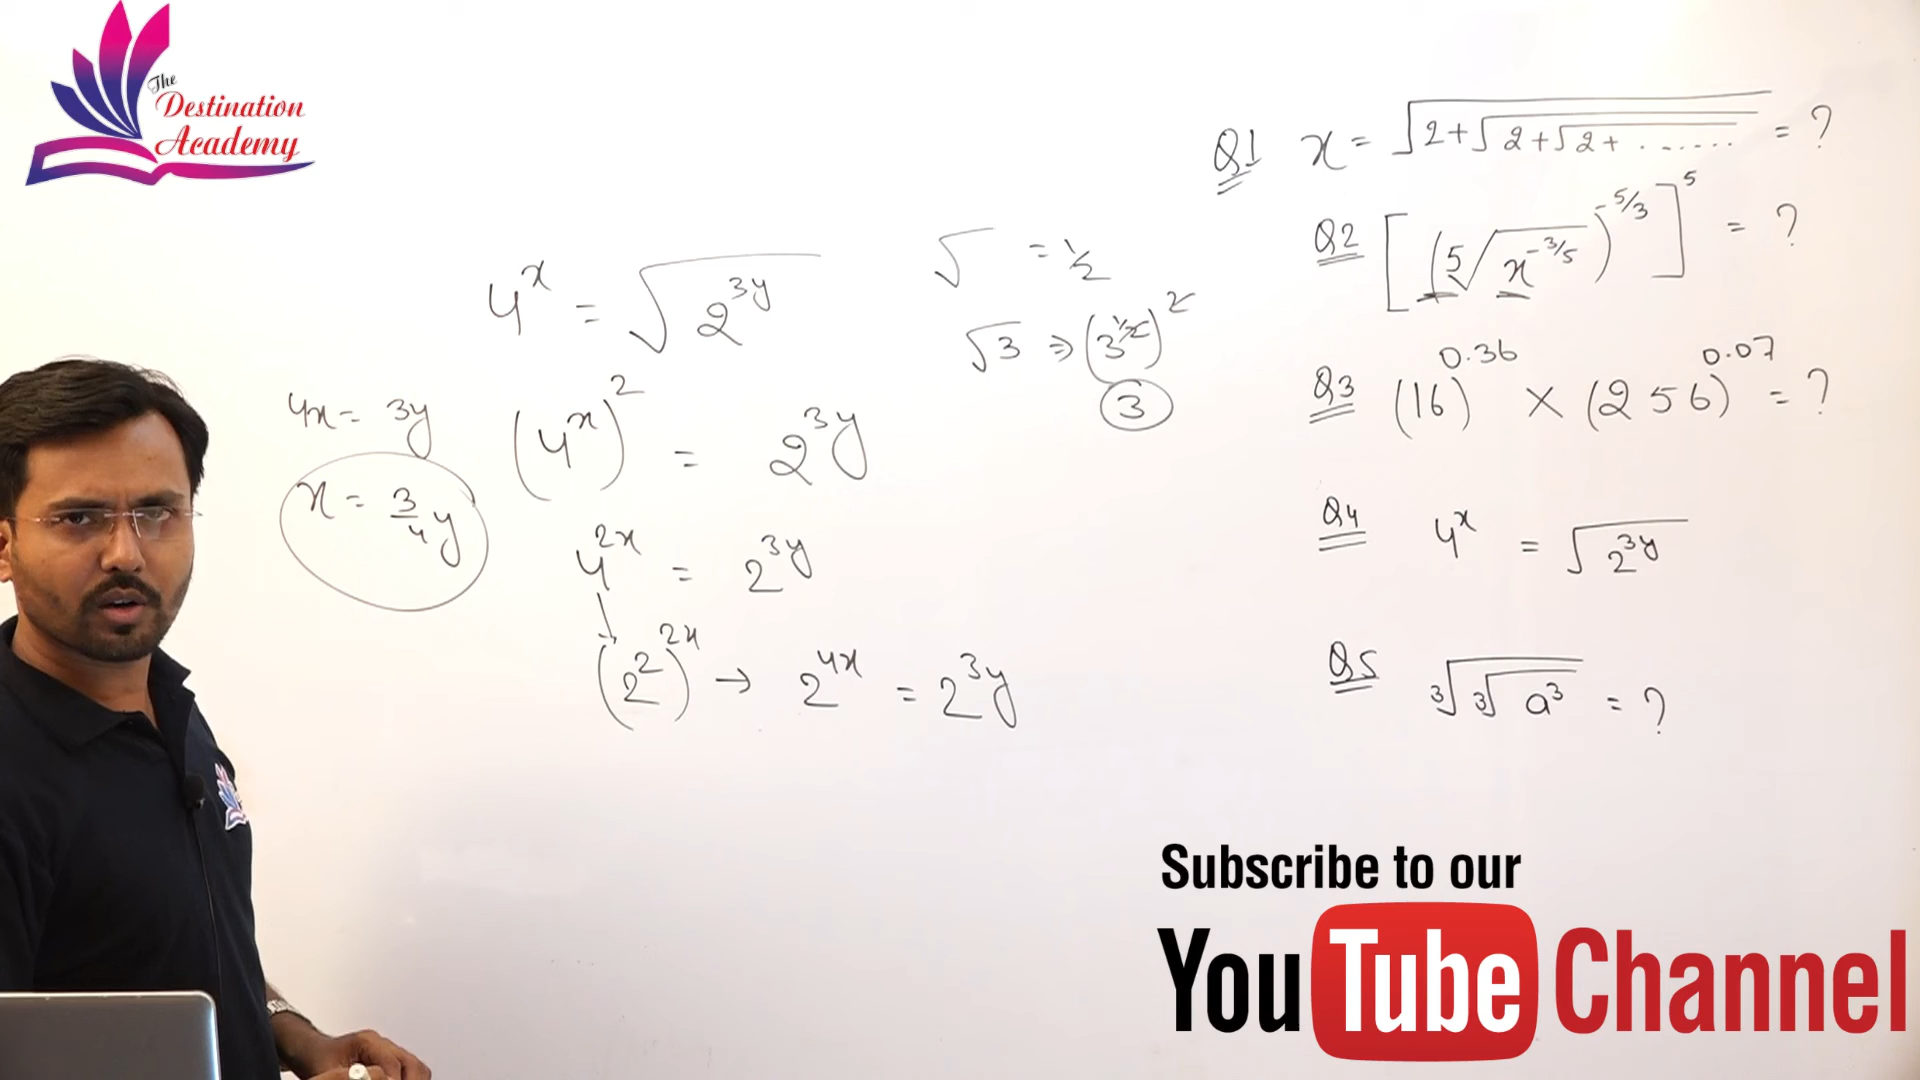 The
Destination
Academy
Q1 x = √(2+√(2+√(2+....... = ?
Q2 [(⁵√(x^(-3/5)))^(-5/3)]^5 = ?
Q3 (16)^0.36 × (256)^0.07 = ?
Q4 4^x = √(2^(3y))
Q5 ³√(³√(a³)) = ?
4^x = √(2^(3y))
√ = 1/2
√3 ⇒ (3^(1/2))^2
3
(4^x)^2 = 2^(3y)
4^(2x) = 2^(3y)
(2^2)^(2x) → 2^(4x) = 2^(3y)
4x = 3y
x = 3/4 y
Subscribe to our
YouTube Channel